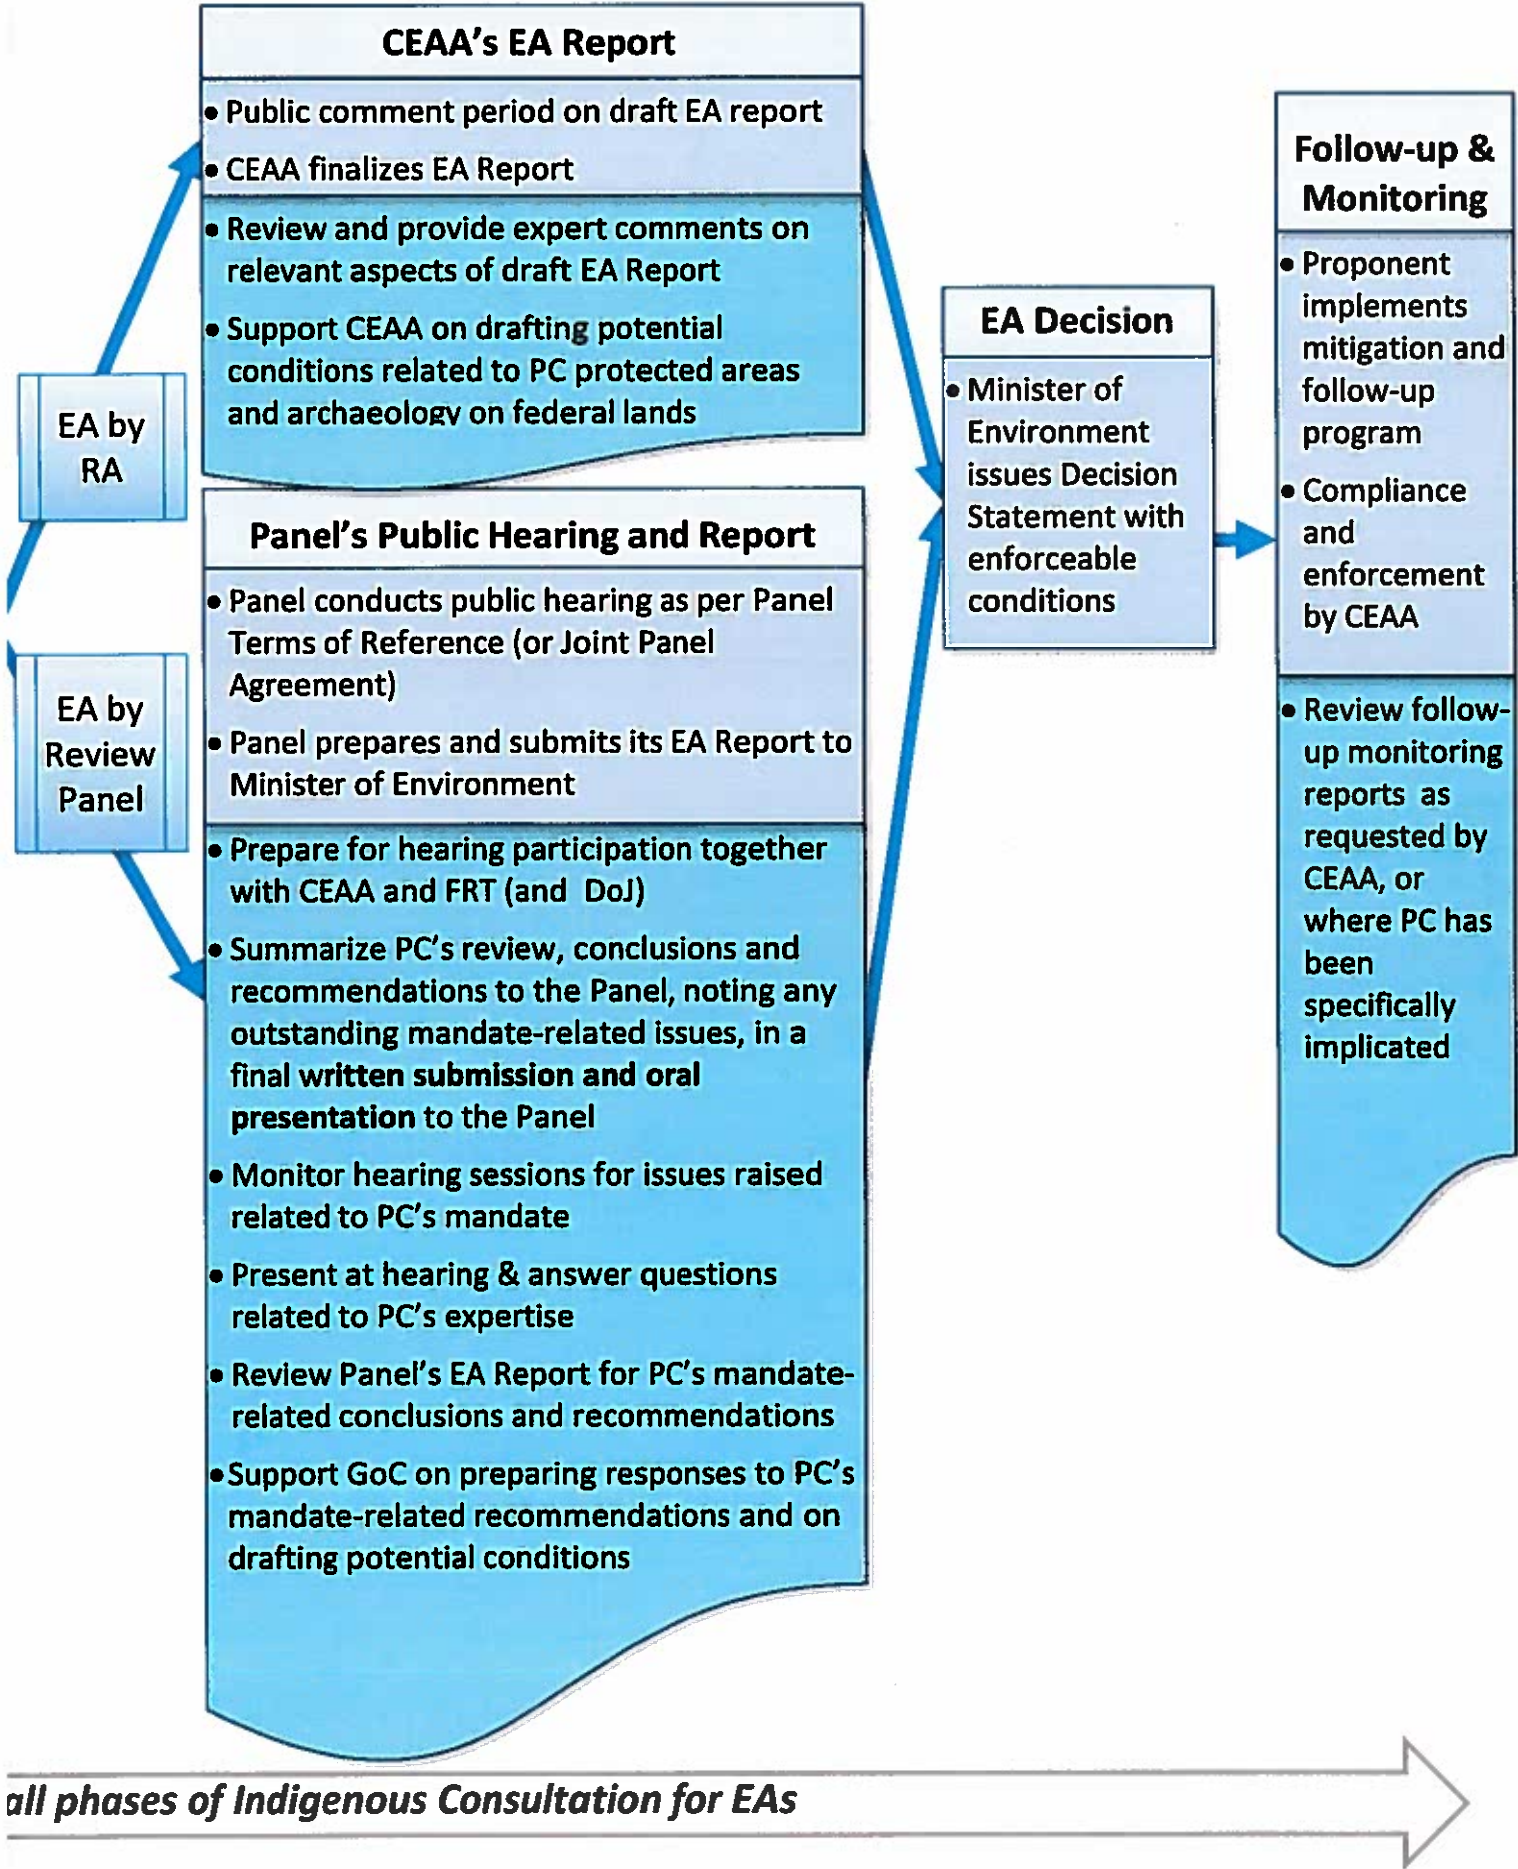 CEAA's EA Report
• Public comment period on draft EA report
• CEAA finalizes EA Report
• Review and provide expert comments on
relevant aspects of draft EA Report
• Support CEAA on drafting potential
conditions related to PC protected areas
and archaeology on federal lands
EA by
RA
Panel's Public Hearing and Report
• Panel conducts public hearing as per Panel
Terms of Reference (or Joint Panel
Agreement)
• Panel prepares and submits its EA Report to
Minister of Environment
EA by
Review
Panel
• Prepare for hearing participation together
with CEAA and FRT (and DoJ)
• Summarize PC's review, conclusions and
recommendations to the Panel, noting any
outstanding mandate-related issues, in a
final written submission and oral
presentation to the Panel
• Monitor hearing sessions for issues raised
related to PC's mandate
• Present at hearing & answer questions
related to PC's expertise
• Review Panel's EA Report for PC's mandate-
related conclusions and recommendations
• Support GoC on preparing responses to PC's
mandate-related recommendations and on
drafting potential conditions
EA Decision
• Minister of
Environment
issues Decision
Statement with
enforceable
conditions
Follow-up &
Monitoring
• Proponent
implements
mitigation and
follow-up
program
• Compliance
and
enforcement
by CEAA
• Review follow-
up monitoring
reports as
requested by
CEAA, or
where PC has
been
specifically
implicated
all phases of Indigenous Consultation for EAs